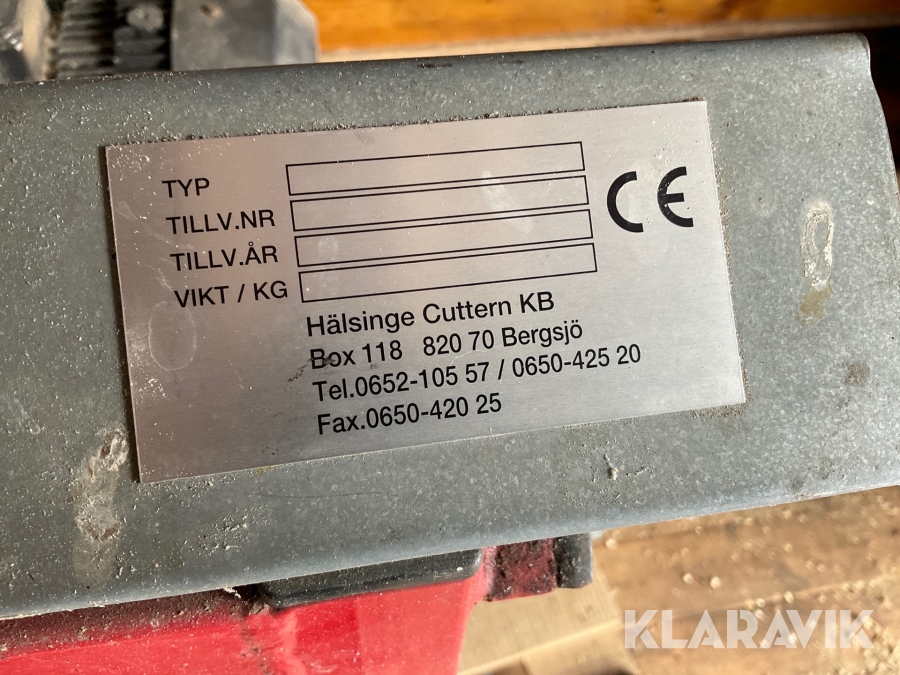 TYP
TILLV.NR
TILLV.ÅR
VIKT / KG
CE
Hälsinge Cuttern KB
Box 118 820 70 Bergsjö
Tel.0652-105 57 / 0650-425 20
Fax.0650-420 25
KLARAVIK